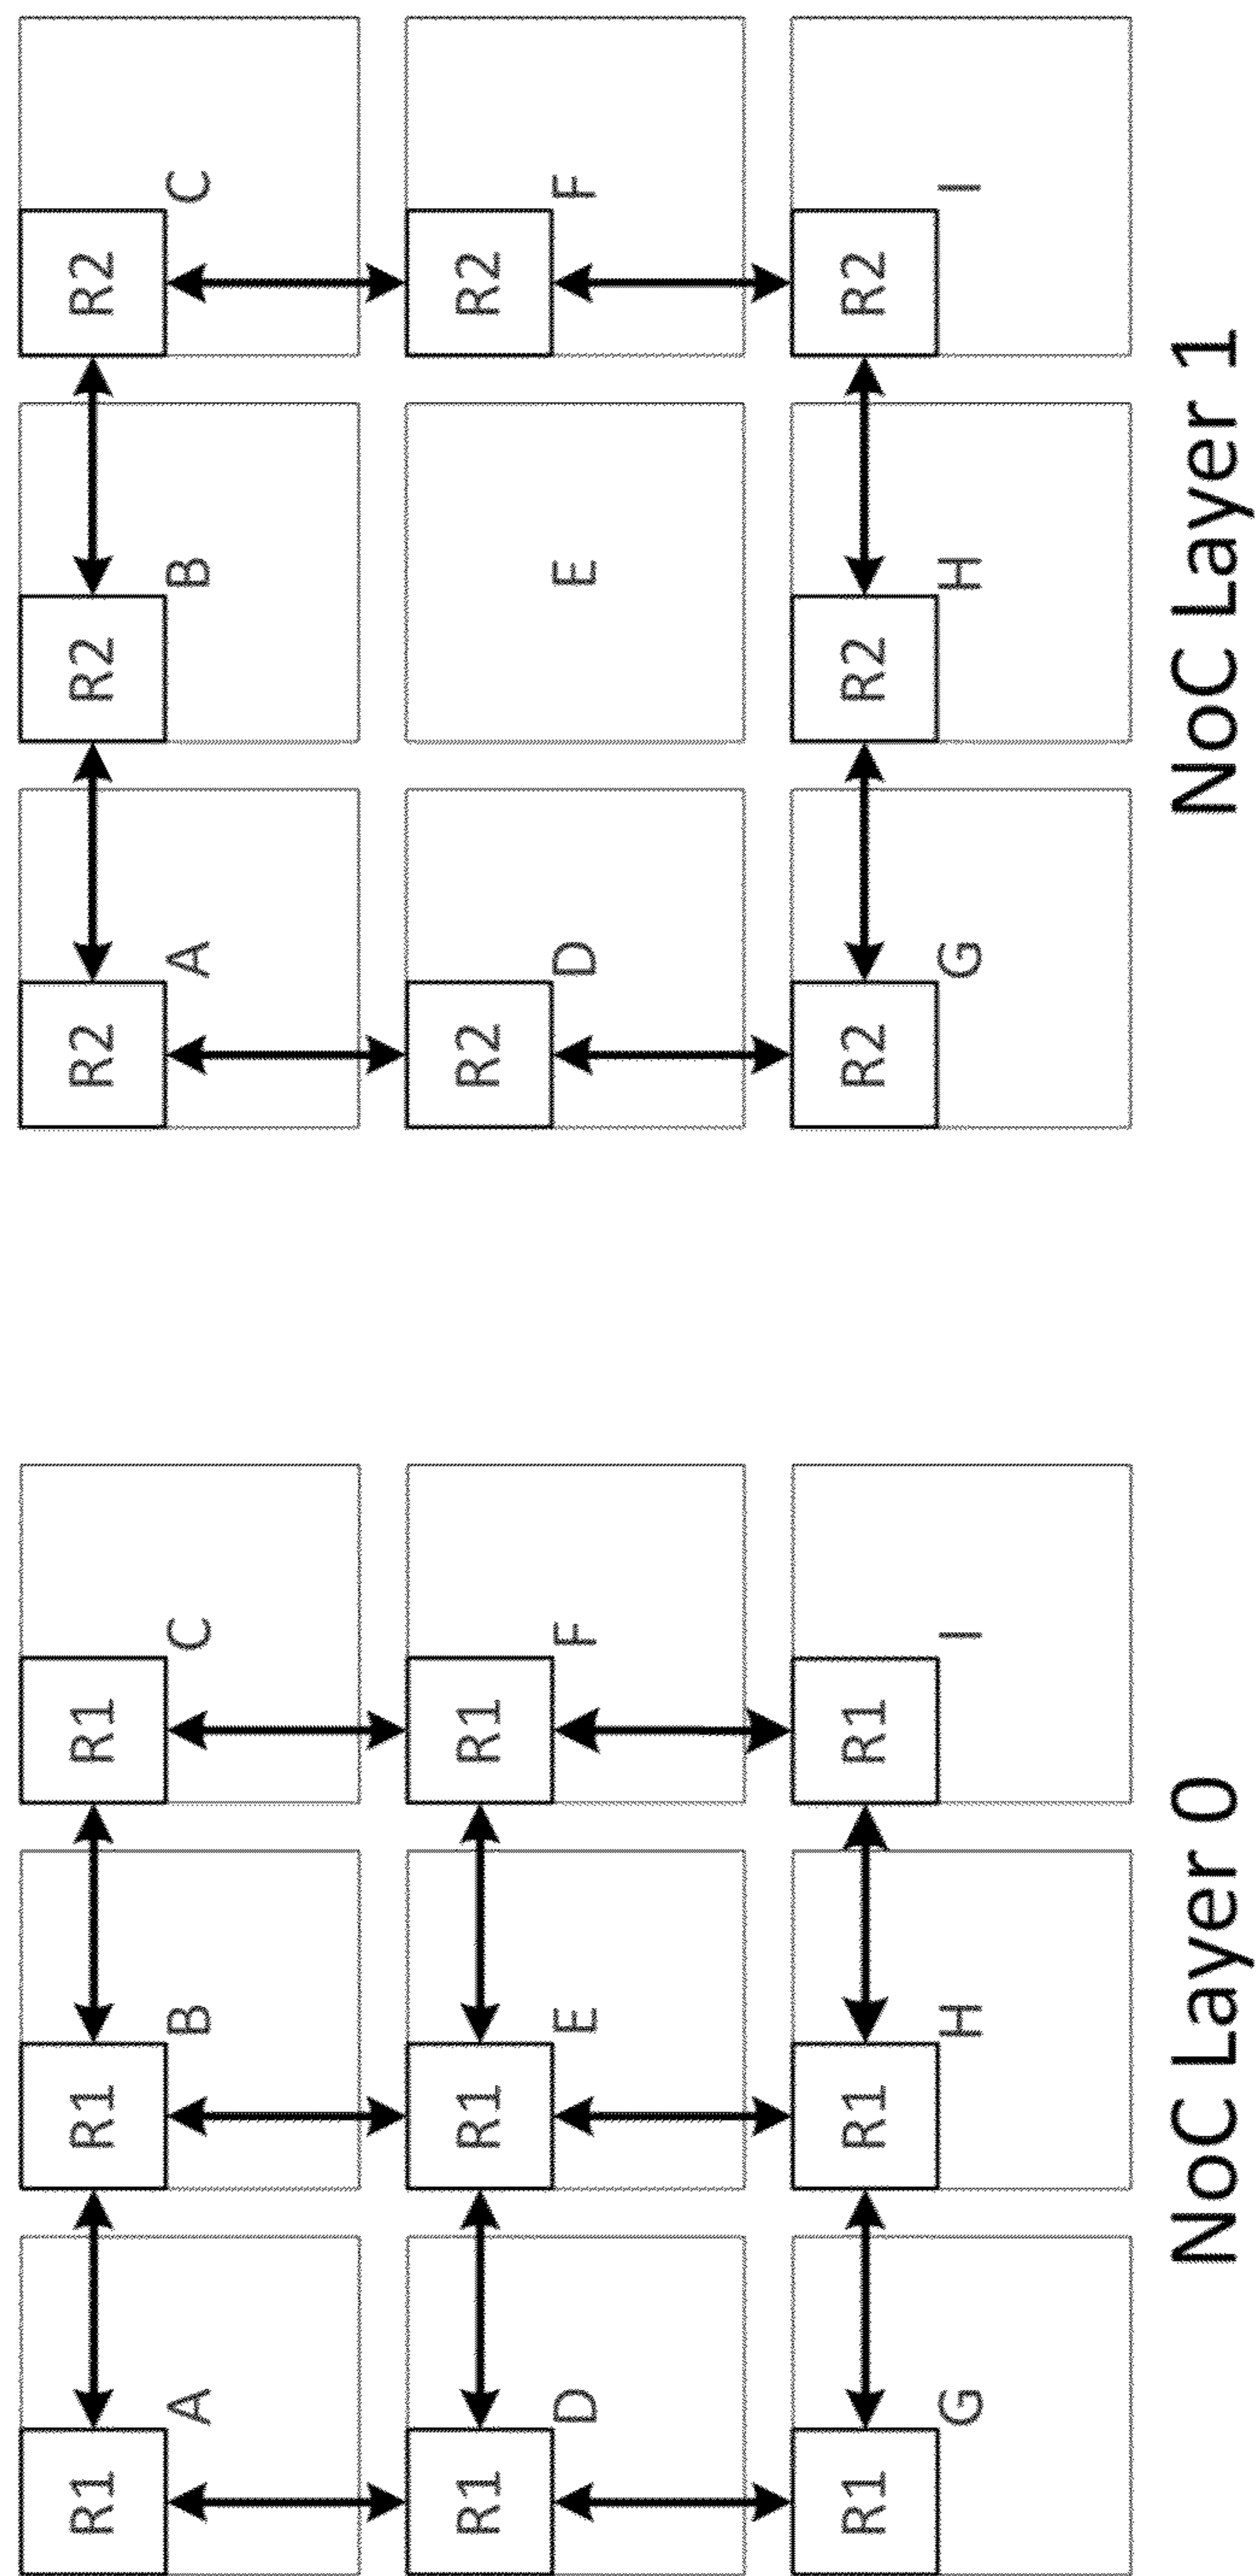 R1 R1 R1
A B C
R1 R1 R1
D E F
R1 R1 R1
G H I
NoC Layer 0
R2 R2 R2
A B C
R2 R2
D E F
R2 R2 R2
G H I
NoC Layer 1